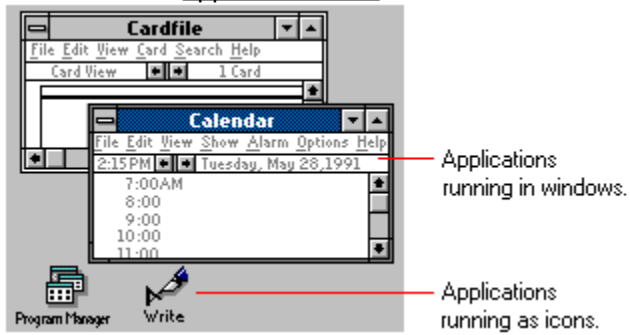 Cardfile
File Edit View Card Search Help
Card View 1 Card
Calendar
File Edit View Show Alarm Options Help
2:15PM Tuesday, May 28,1991
7:00AM
8:00
9:00
10:00
11:00
Applications
running in windows.
Program Manager
Write
Applications
running as icons.